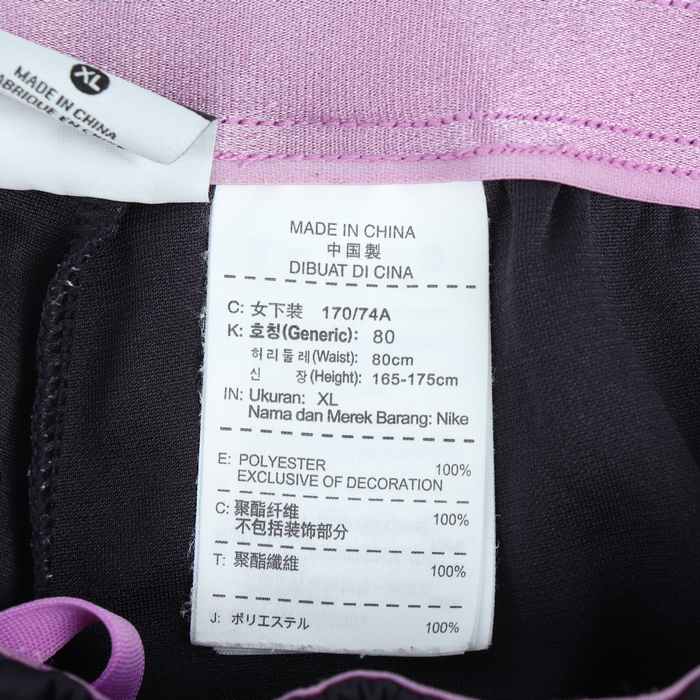 XL
MADE IN CHINA
FABRIQUE EN
MADE IN CHINA
中国製
DIBUAT DI CINA
C: 女下装 170/74A
K: 호칭(Generic): 80
허리둘레(Waist): 80cm
신 장(Height): 165-175cm
IN: Ukuran: XL
Nama dan Merek Barang: Nike
E: POLYESTER 100%
EXCLUSIVE OF DECORATION
C: 聚酯纤维 100%
不包括装饰部分
T: 聚酯纖維 100%
J: ポリエステル 100%